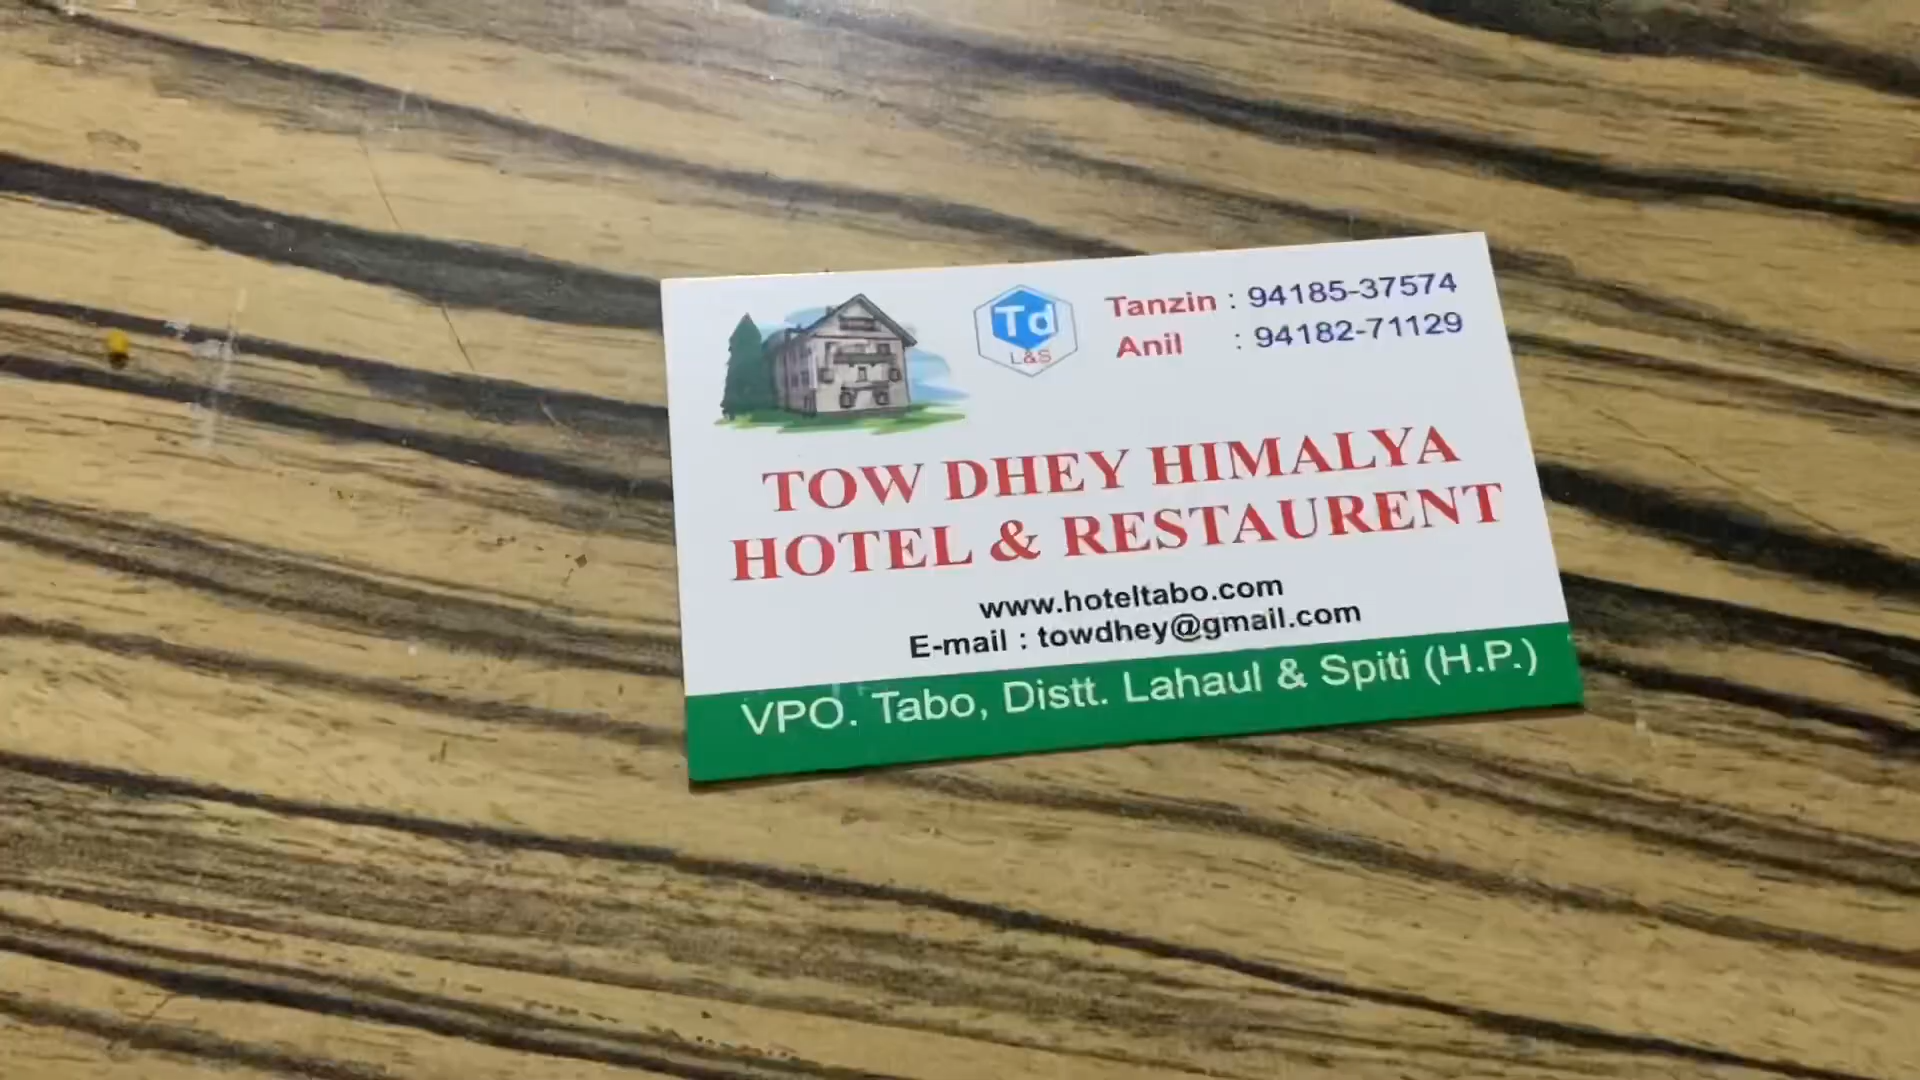 Td
L&S
Tanzin : 94185-37574
Anil : 94182-71129
TOW DHEY HIMALYA
HOTEL & RESTAURENT
www.hoteltabo.com
E-mail : towdhey@gmail.com
VPO. Tabo, Distt. Lahaul & Spiti (H.P.)